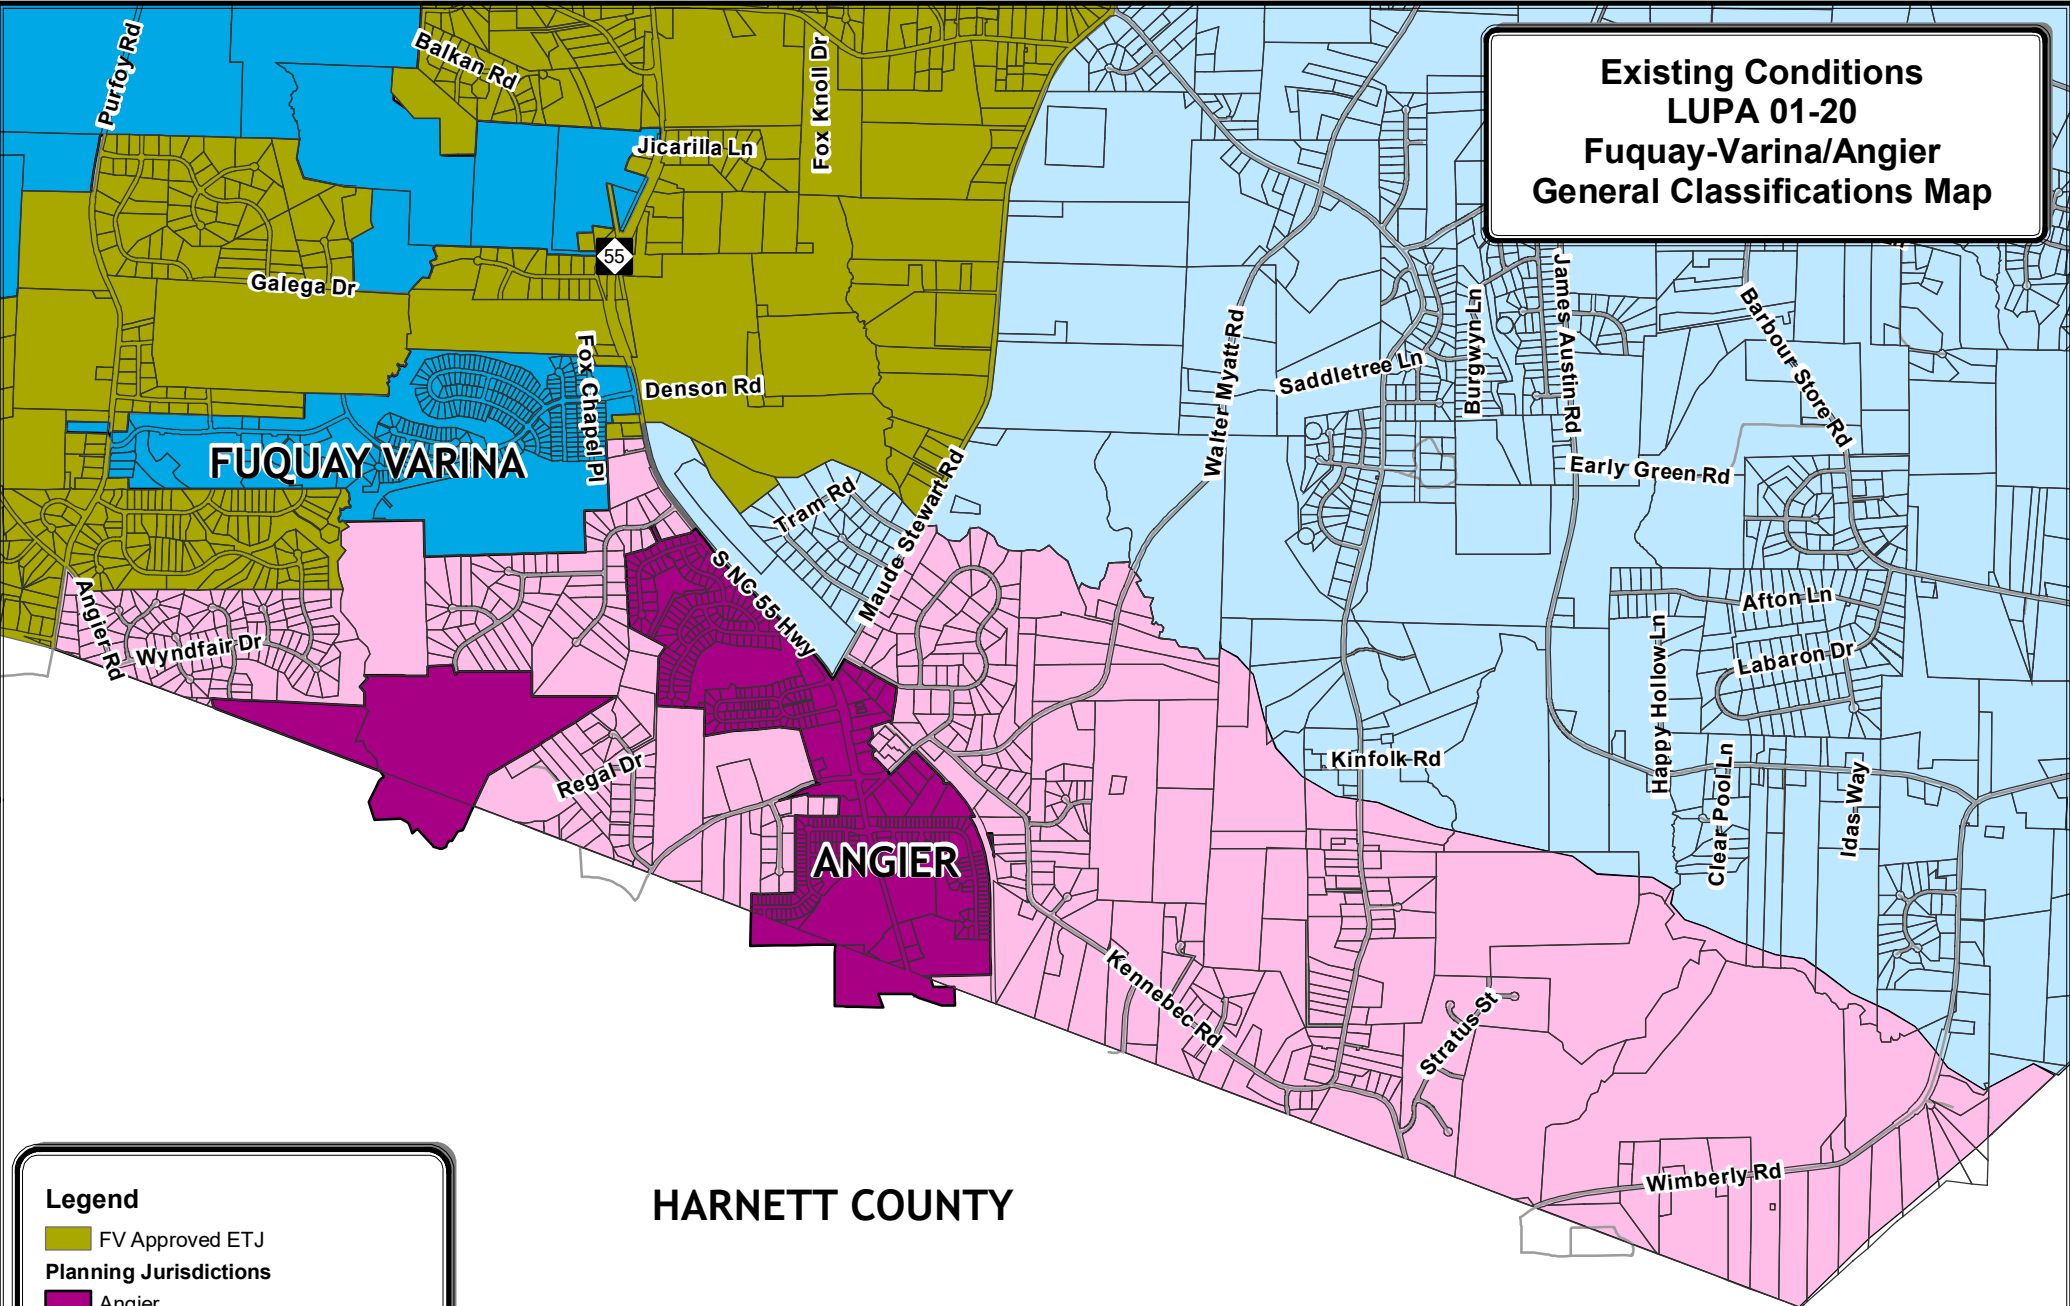 Existing Conditions
LUPA 01-20
Fuquay-Varina/Angier
General Classifications Map
Purfoy Rd
Balkan Rd
Fox Knoll Dr
Jicarilla Ln
55
Galega Dr
Fox Chapel Pl
Denson Rd
FUQUAY VARINA
Tram Rd
Maude Stewart Rd
S NC 55 Hwy
Angier Rd
Wyndfair Dr
Regal Dr
ANGIER
Walter Myatt Rd
Saddletree Ln
Burgwyn Ln
James Austin Rd
Barbour Store Rd
Early Green Rd
Afton Ln
Labaron Dr
Happy Hollow Ln
Kinfolk Rd
Clear Pool Ln
Idas Way
Kennebec Rd
Stratus St
Wimberly Rd
HARNETT COUNTY
Legend
FV Approved ETJ
Planning Jurisdictions
Angier